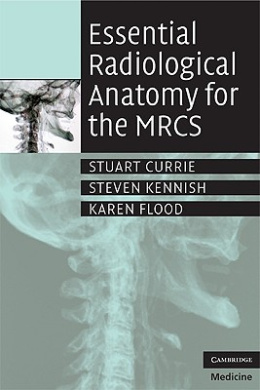 Essential
Radiological
Anatomy for
the MRCS
STUART CURRIE
STEVEN KENNISH
KAREN FLOOD
CAMBRIDGE
Medicine